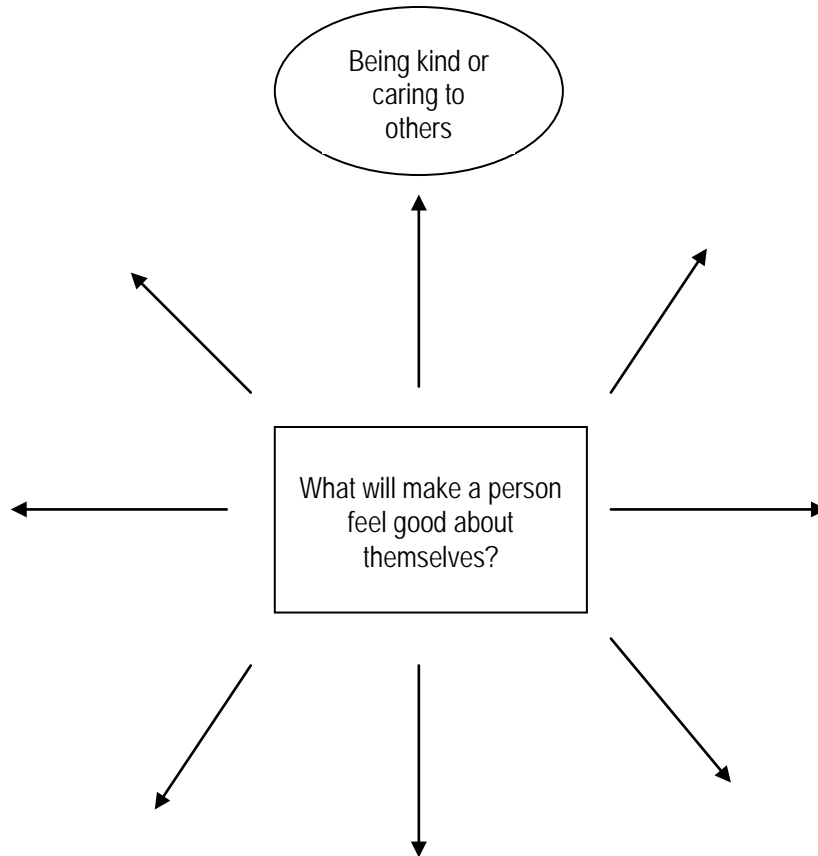 Being kind or
caring to
others
What will make a person
feel good about
themselves?